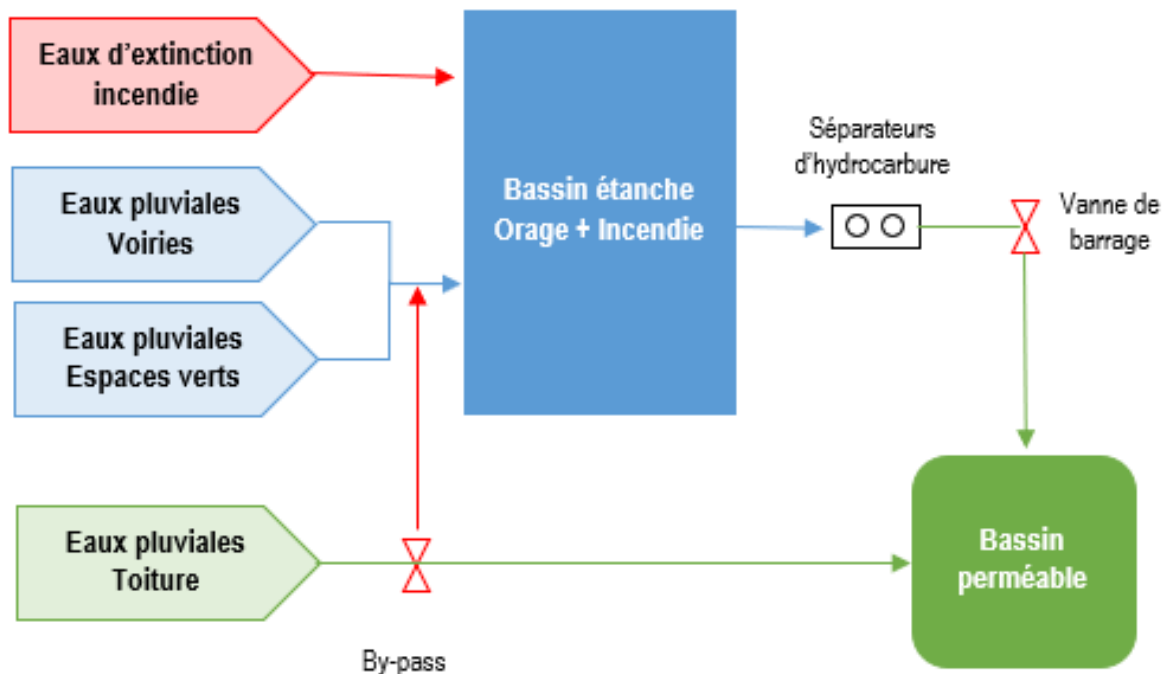 Eaux d'extinction
incendie
Eaux pluviales
Voiries
Eaux pluviales
Espaces verts
Eaux pluviales
Toiture
By-pass
Bassin étanche
Orage + Incendie
Séparateurs
d'hydrocarbure
Vanne de
barrage
Bassin
perméable